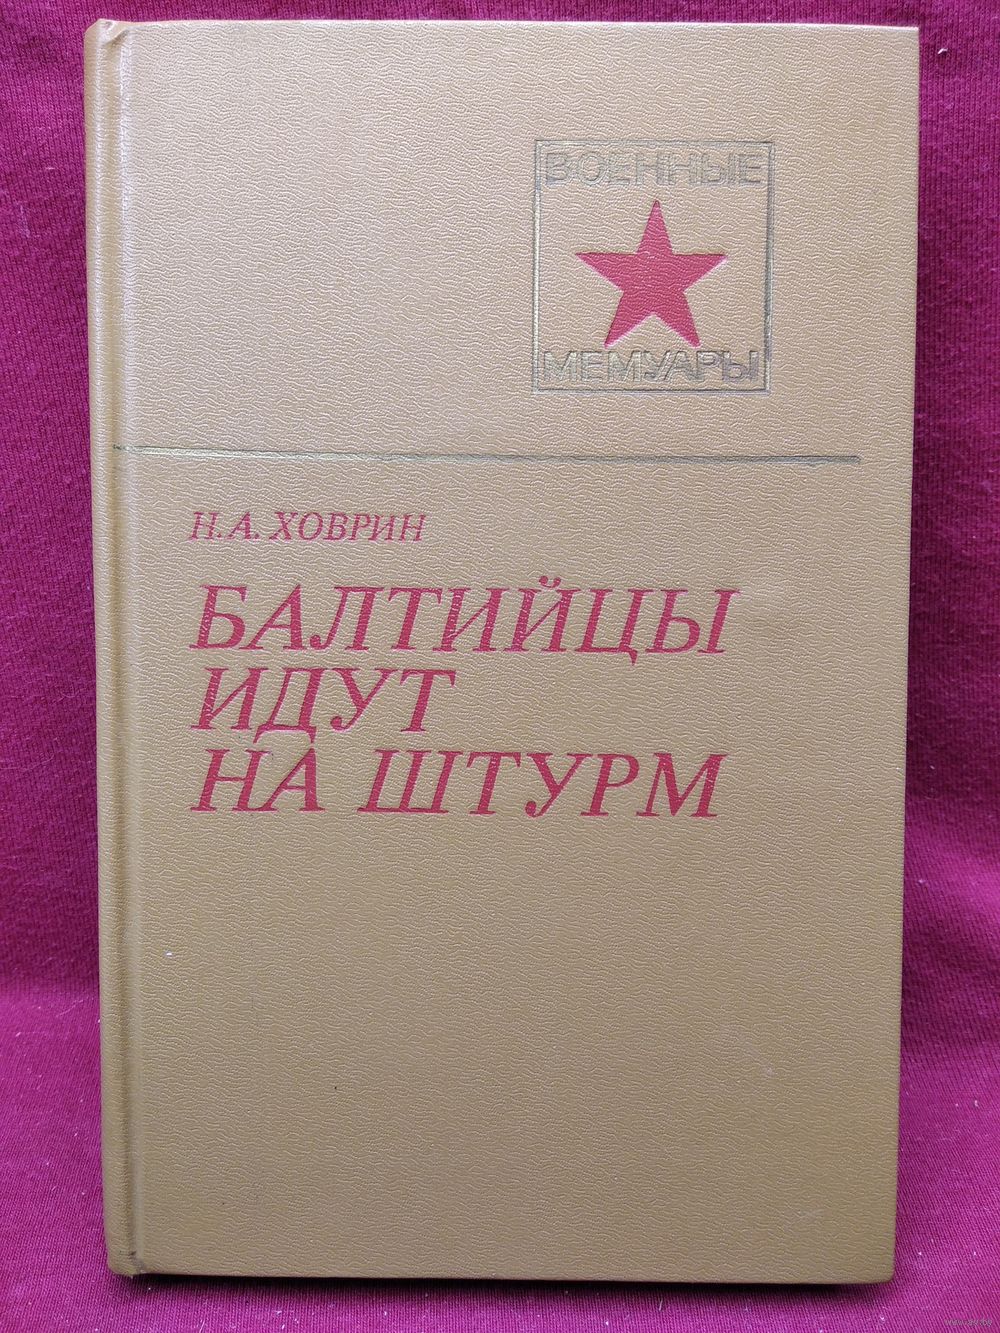 ВОЕННЫЕ
МЕМУАРЫ
Н. А. ХОВРИН
БАЛТИЙЦЫ
ИДУТ
НА ШТУРМ